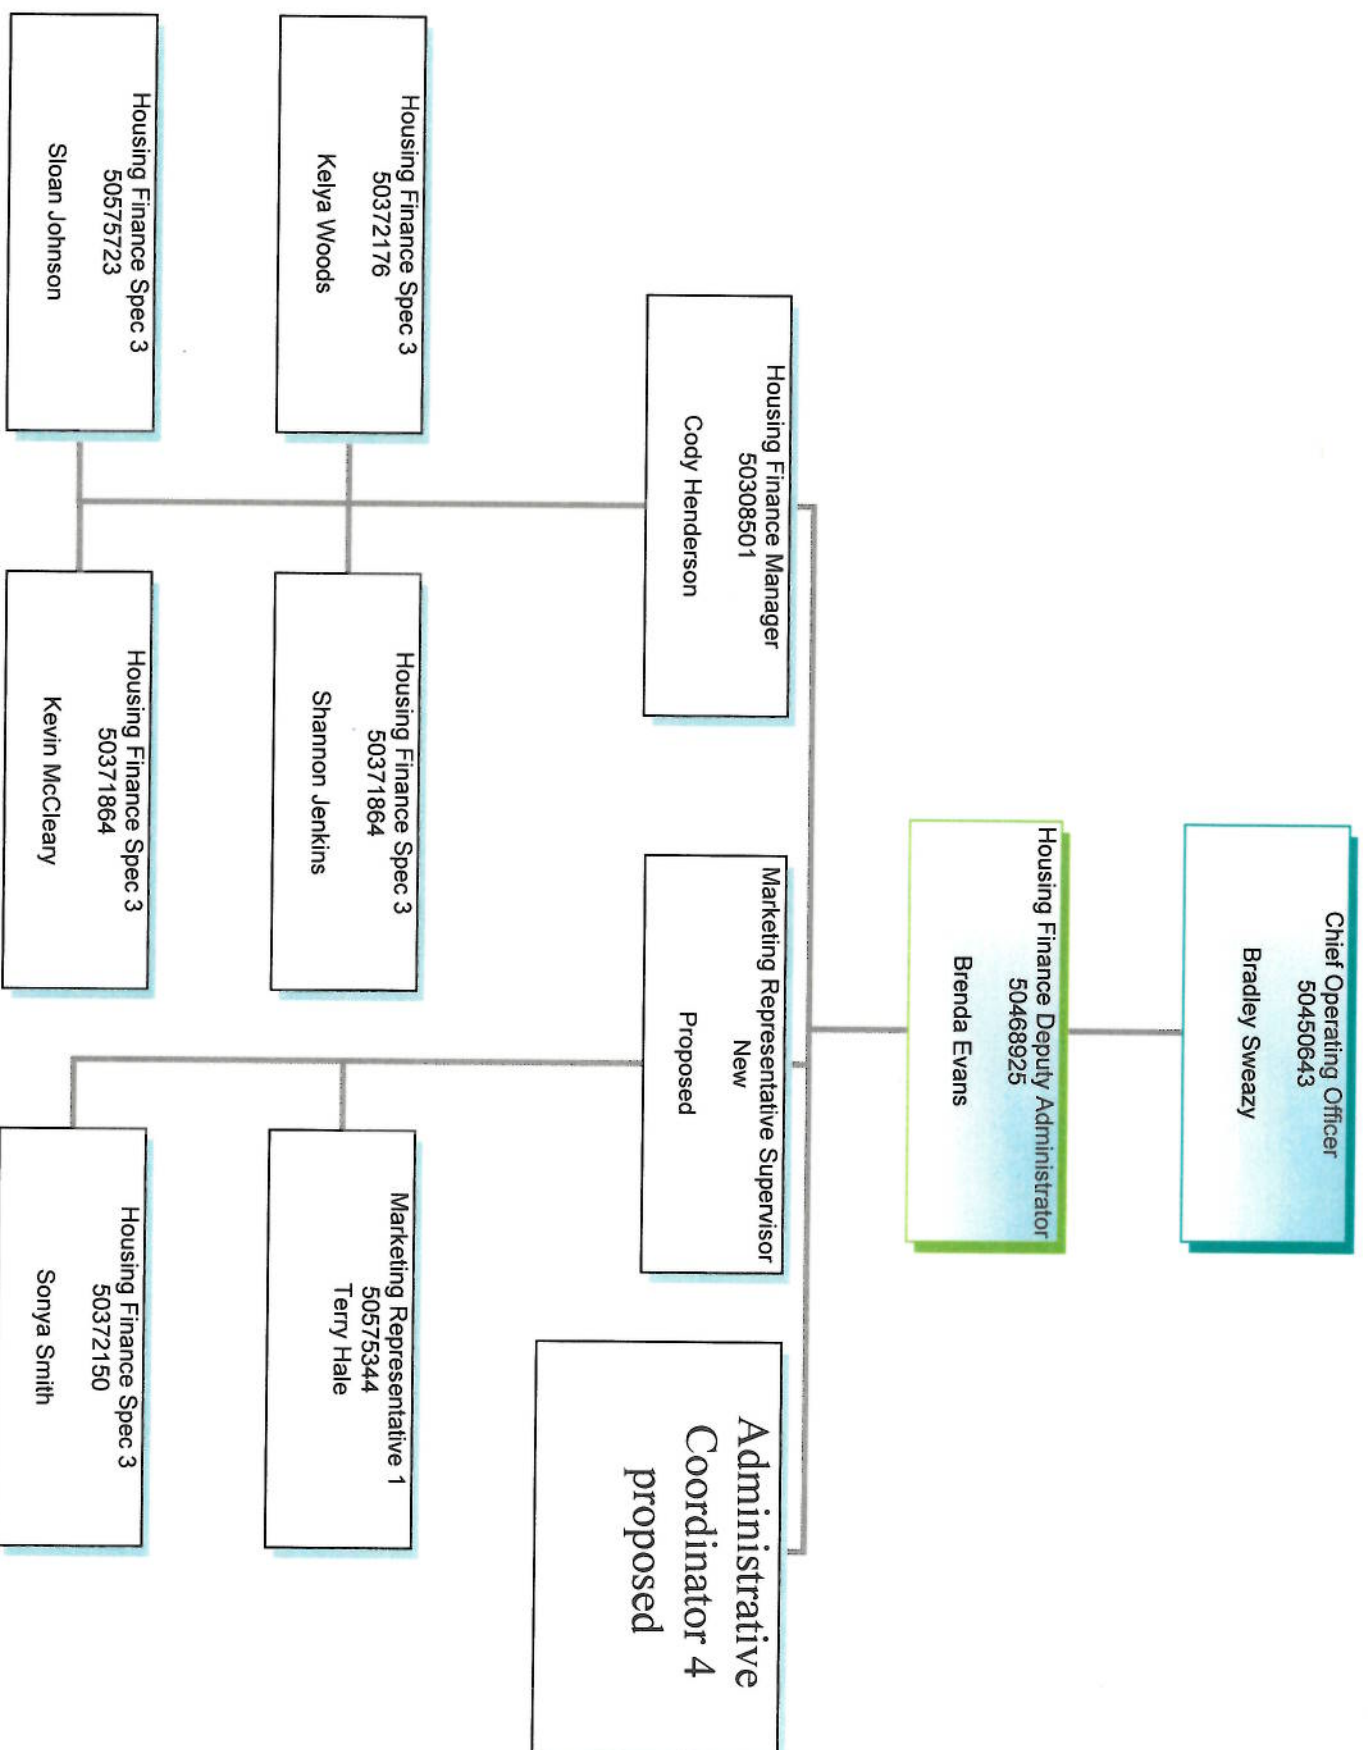 Chief Operating Officer
50450643
Bradley Sweazy
Housing Finance Deputy Administrator
50468925
Brenda Evans
Housing Finance Manager
50308501
Cody Henderson
Marketing Representative Supervisor
New
Proposed
Administrative
Coordinator 4
proposed
Housing Finance Spec 3
50372176
Kelya Woods
Housing Finance Spec 3
50371864
Shannon Jenkins
Marketing Representative 1
50575344
Terry Hale
Housing Finance Spec 3
50575723
Sloan Johnson
Housing Finance Spec 3
50371864
Kevin McCleary
Housing Finance Spec 3
50372150
Sonya Smith